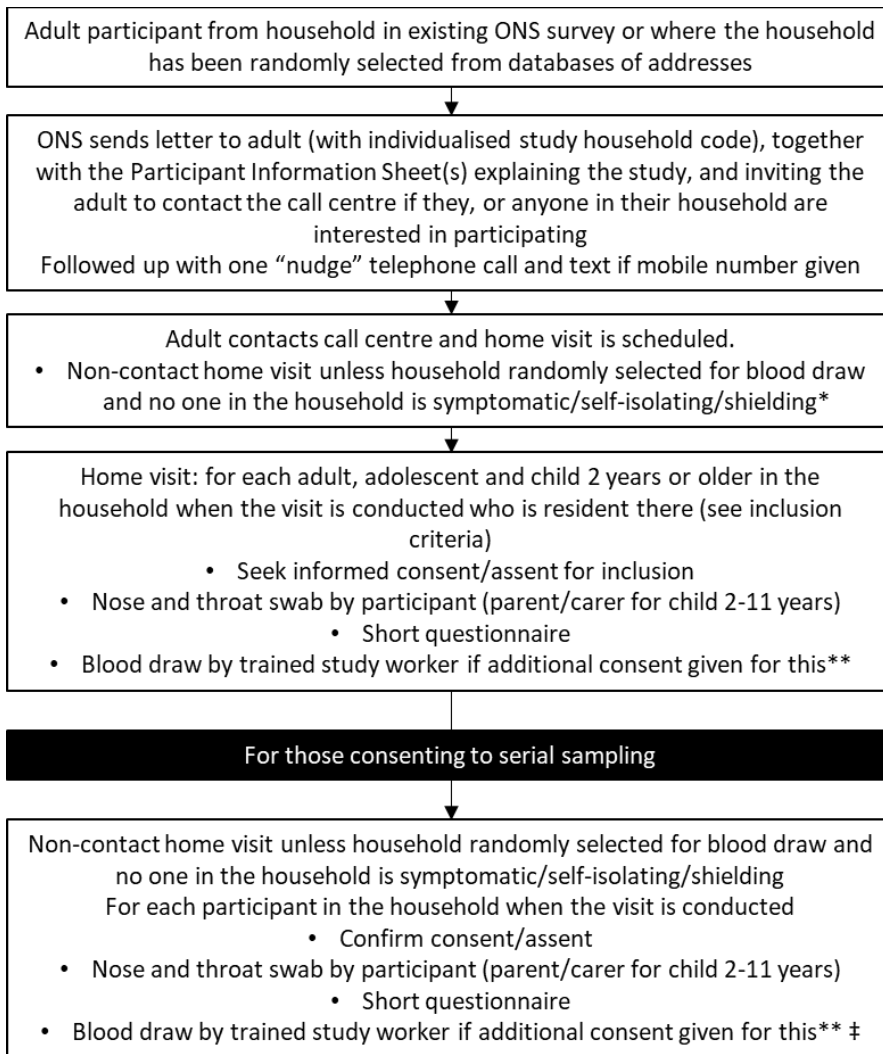 Adult participant from household in existing ONS survey or where the household
has been randomly selected from databases of addresses
ONS sends letter to adult (with individualised study household code), together
with the Participant Information Sheet(s) explaining the study, and inviting the
adult to contact the call centre if they, or anyone in their household are
interested in participating
Followed up with one “nudge” telephone call and text if mobile number given
Adult contacts call centre and home visit is scheduled.
• Non-contact home visit unless household randomly selected for blood draw
and no one in the household is symptomatic/self-isolating/shielding*
Home visit: for each adult, adolescent and child 2 years or older in the
household when the visit is conducted who is resident there (see inclusion
criteria)
• Seek informed consent/assent for inclusion
• Nose and throat swab by participant (parent/carer for child 2-11 years)
• Short questionnaire
• Blood draw by trained study worker if additional consent given for this**
For those consenting to serial sampling
Non-contact home visit unless household randomly selected for blood draw and
no one in the household is symptomatic/self-isolating/shielding
For each participant in the household when the visit is conducted
• Confirm consent/assent
• Nose and throat swab by participant (parent/carer for child 2-11 years)
• Short questionnaire
• Blood draw by trained study worker if additional consent given for this** ‡